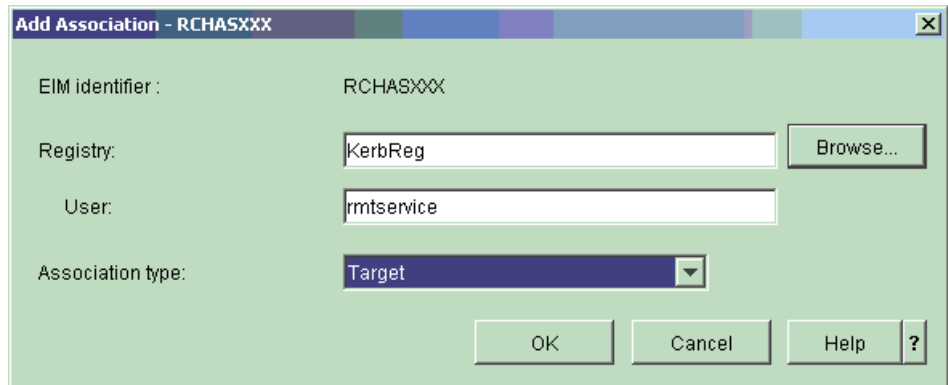 Add Association - RCHASXXX
EIM identifier : RCHASXXX
Registry: KerbReg Browse...
User: rmtservice
Association type: Target
OK Cancel Help ?